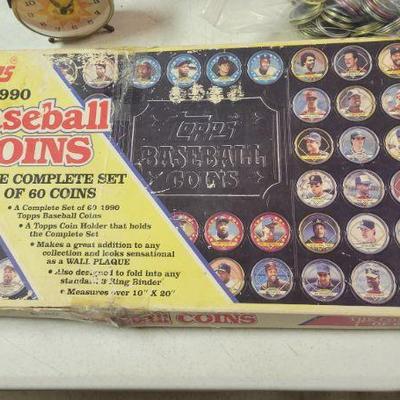 1990
COINS
COMPLETE SET
OF 60 COINS
• A Complete Set of 60 1990
Topps Baseball Coins
• A Topps Coin Holder that holds
the Complete Set
• Makes a great addition to any
collection and looks sensational
as a WALL PLAQUE
• Also designed to fold into any
standard 3 Ring Binder
• Measures over 10" X 20"
TOPPS
BASEBALL
COINS
COINS